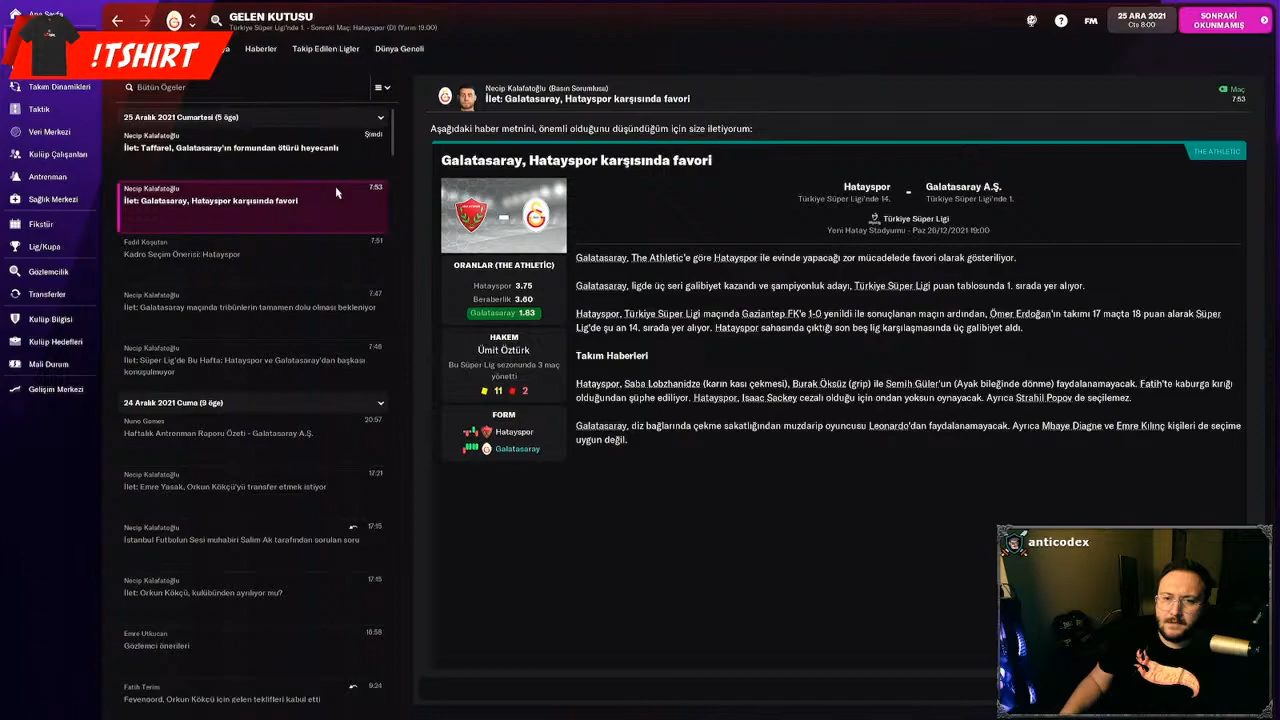 Ana Sayfa
GELEN KUTUSU
Türkiye Süper Ligi'nde 1. - Sonraki Maç: Hatayspor (D) (Yarın 19:00)
FM
25 ARA 2021
Cts 8:00
SONRAKİ
OKUNMAMIŞ
!TSHIRT
Haberler
Takip Edilen Ligler
Dünya Geneli
Takım Dinamikleri
Taktik
Veri Merkezi
Kulüp Çalışanları
Antrenman
Sağlık Merkezi
Fikstür
Lig/Kupa
Gözlemcilik
Transferler
Kulüp Bilgisi
Kulüp Hedefleri
Mali Durum
Gelişim Merkezi
Bütün Ögeler
25 Aralık 2021 Cumartesi (5 öge)
Necip Kalafatoğlu
Şimdi
İlet: Taffarel, Galatasaray'ın formundan ötürü heyecanlı
Necip Kalafatoğlu
7:53
İlet: Galatasaray, Hatayspor karşısında favori
Fadıl Koşutan
7:51
Kadro Seçim Önerisi: Hatayspor
Necip Kalafatoğlu
7:47
İlet: Galatasaray maçında tribünlerin tamamen dolu olması bekleniyor
Necip Kalafatoğlu
7:46
İlet: Süper Lig'de Bu Hafta: Hatayspor ve Galatasaray'dan başkası
konuşulmuyor
24 Aralık 2021 Cuma (9 öge)
Nuno Gomes
20:57
Haftalık Antrenman Raporu Özeti - Galatasaray A.Ş.
Necip Kalafatoğlu
17:21
İlet: Emre Yasak, Orkun Kökçü'yü transfer etmek istiyor
Necip Kalafatoğlu
17:15
İstanbul Futbolun Sesi muhabiri Salim Ak tarafından sorulan soru
Necip Kalafatoğlu
17:15
İlet: Orkun Kökçü, kulübünden ayrılıyor mu?
Emre Utkucan
16:58
Gözlemci önerileri
Fatih Terim
9:24
Feyenoord, Orkun Kökçü için gelen teklifleri kabul etti
Necip Kalafatoğlu (Basın Sorumlusu)
İlet: Galatasaray, Hatayspor karşısında favori
Maç
7:53
Aşağıdaki haber metnini, önemli olduğunu düşündüğüm için size iletiyorum:
Galatasaray, Hatayspor karşısında favori
THE ATHLETIC
Hatayspor - Galatasaray A.Ş.
Türkiye Süper Ligi'nde 14. Türkiye Süper Ligi'nde 1.
Türkiye Süper Ligi
Yeni Hatay Stadyumu - Paz 26/12/2021 19:00
ORANLAR (THE ATHLETİC)
Hatayspor 3.75
Beraberlik 3.60
Galatasaray 1.83
HAKEM
Ümit Öztürk
Bu Süper Lig sezonunda 3 maç
yönetti
11 2
FORM
Hatayspor
Galatasaray
Galatasaray, The Athletic'e göre Hatayspor ile evinde yapacağı zor mücadelede favori olarak gösteriliyor.
Galatasaray, ligde üç seri galibiyet kazandı ve şampiyonluk adayı, Türkiye Süper Ligi puan tablosunda 1. sırada yer alıyor.
Hatayspor, Türkiye Süper Ligi maçında Gaziantep FK'e 1-0 yenildi ile sonuçlanan maçın ardından, Ömer Erdoğan'ın takımı 17 maçta 18 puan alarak Süper
Lig'de şu an 14. sırada yer alıyor. Hatayspor sahasında çıktığı son beş lig karşılaşmasında üç galibiyet aldı.
Takım Haberleri
Hatayspor, Saba Lobzhanidze (karın kası çekmesi), Burak Öksüz (grip) ile Semih Güler'un (Ayak bileğinde dönme) faydalanamayacak. Fatih'te kaburga kırığı
olduğundan şüphe ediliyor. Hatayspor, Isaac Sackey cezalı olduğu için ondan yoksun oynayacak. Ayrıca Strahil Popov de seçilemez.
Galatasaray, diz bağlarında çekme sakatlığından muzdarip oyuncusu Leonardo'dan faydalanamayacak. Ayrıca Mbaye Diagne ve Emre Kılınç kişileri de seçime
uygun değil.
anticodex